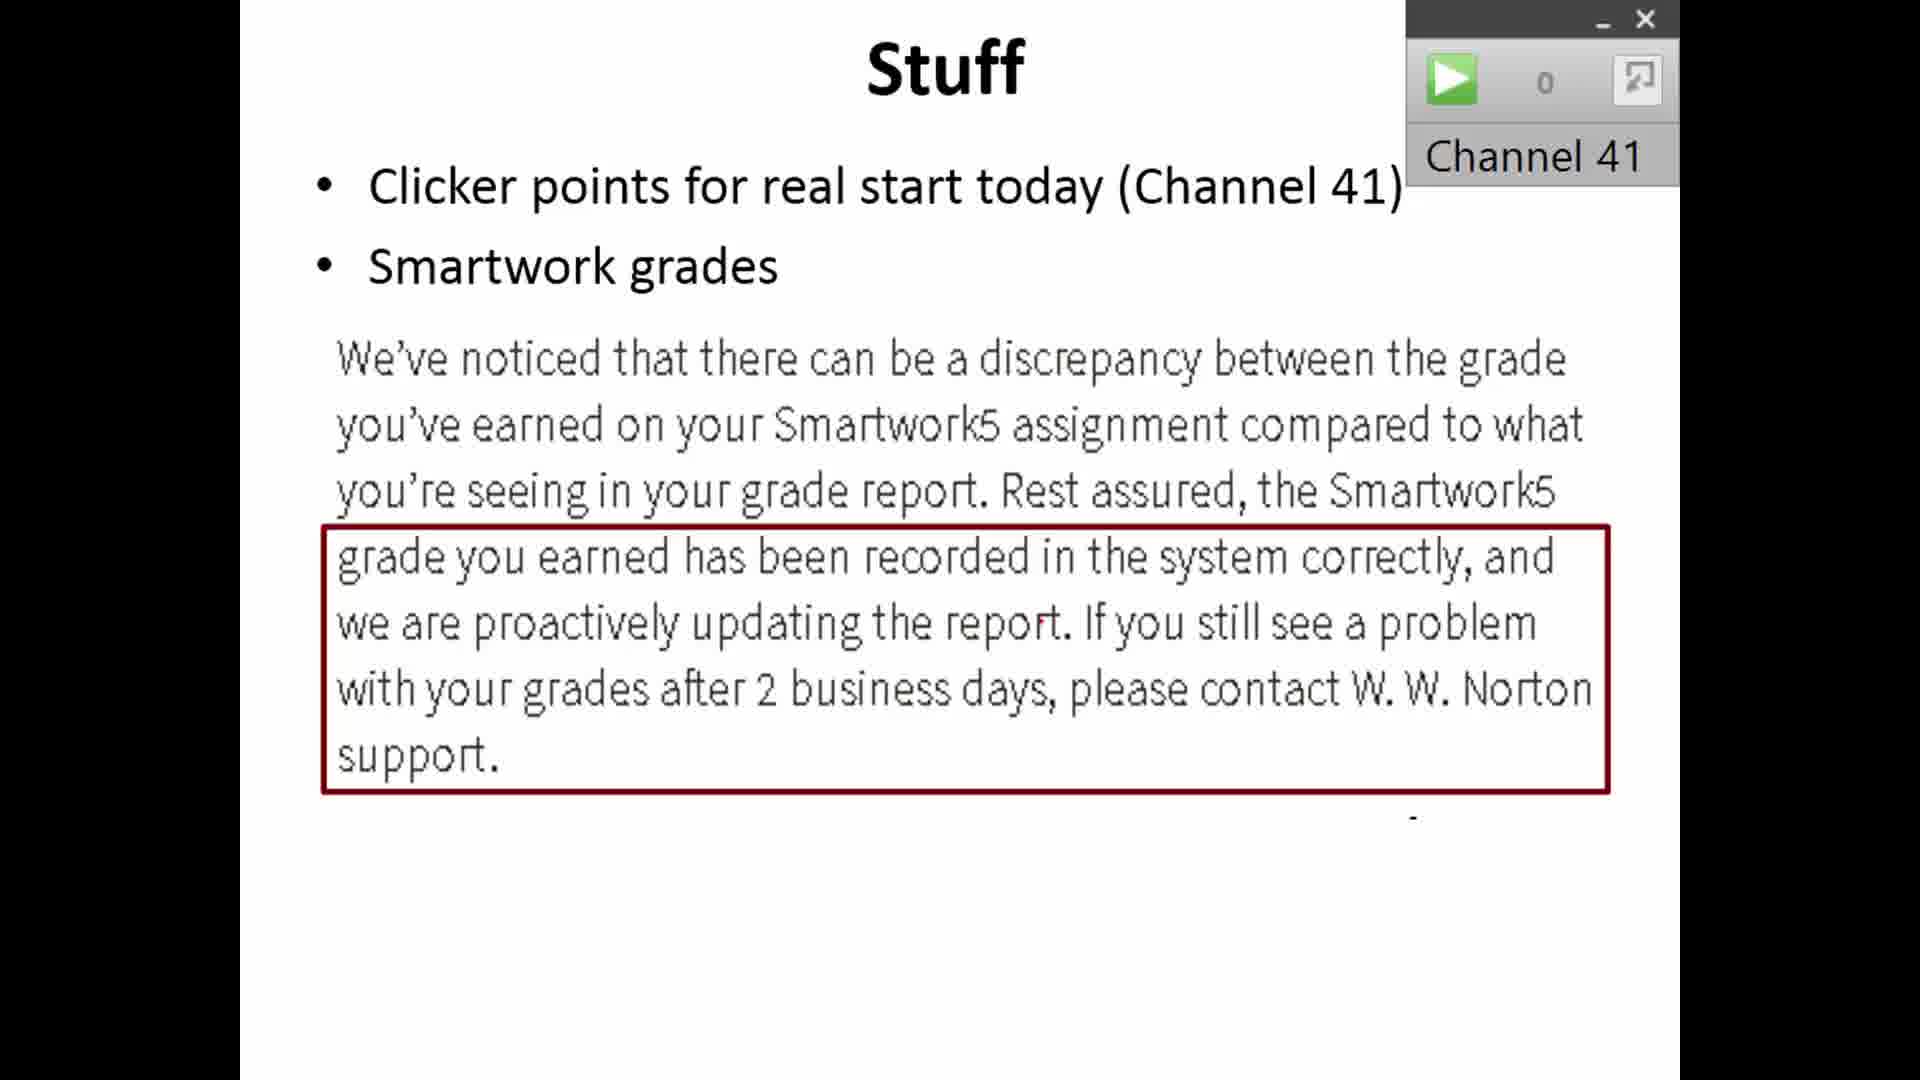 Stuff
0
Channel 41
• Clicker points for real start today (Channel 41)
• Smartwork grades
We’ve noticed that there can be a discrepancy between the grade
you’ve earned on your Smartwork5 assignment compared to what
you’re seeing in your grade report. Rest assured, the Smartwork5
grade you earned has been recorded in the system correctly, and
we are proactively updating the report. If you still see a problem
with your grades after 2 business days, please contact W. W. Norton
support.